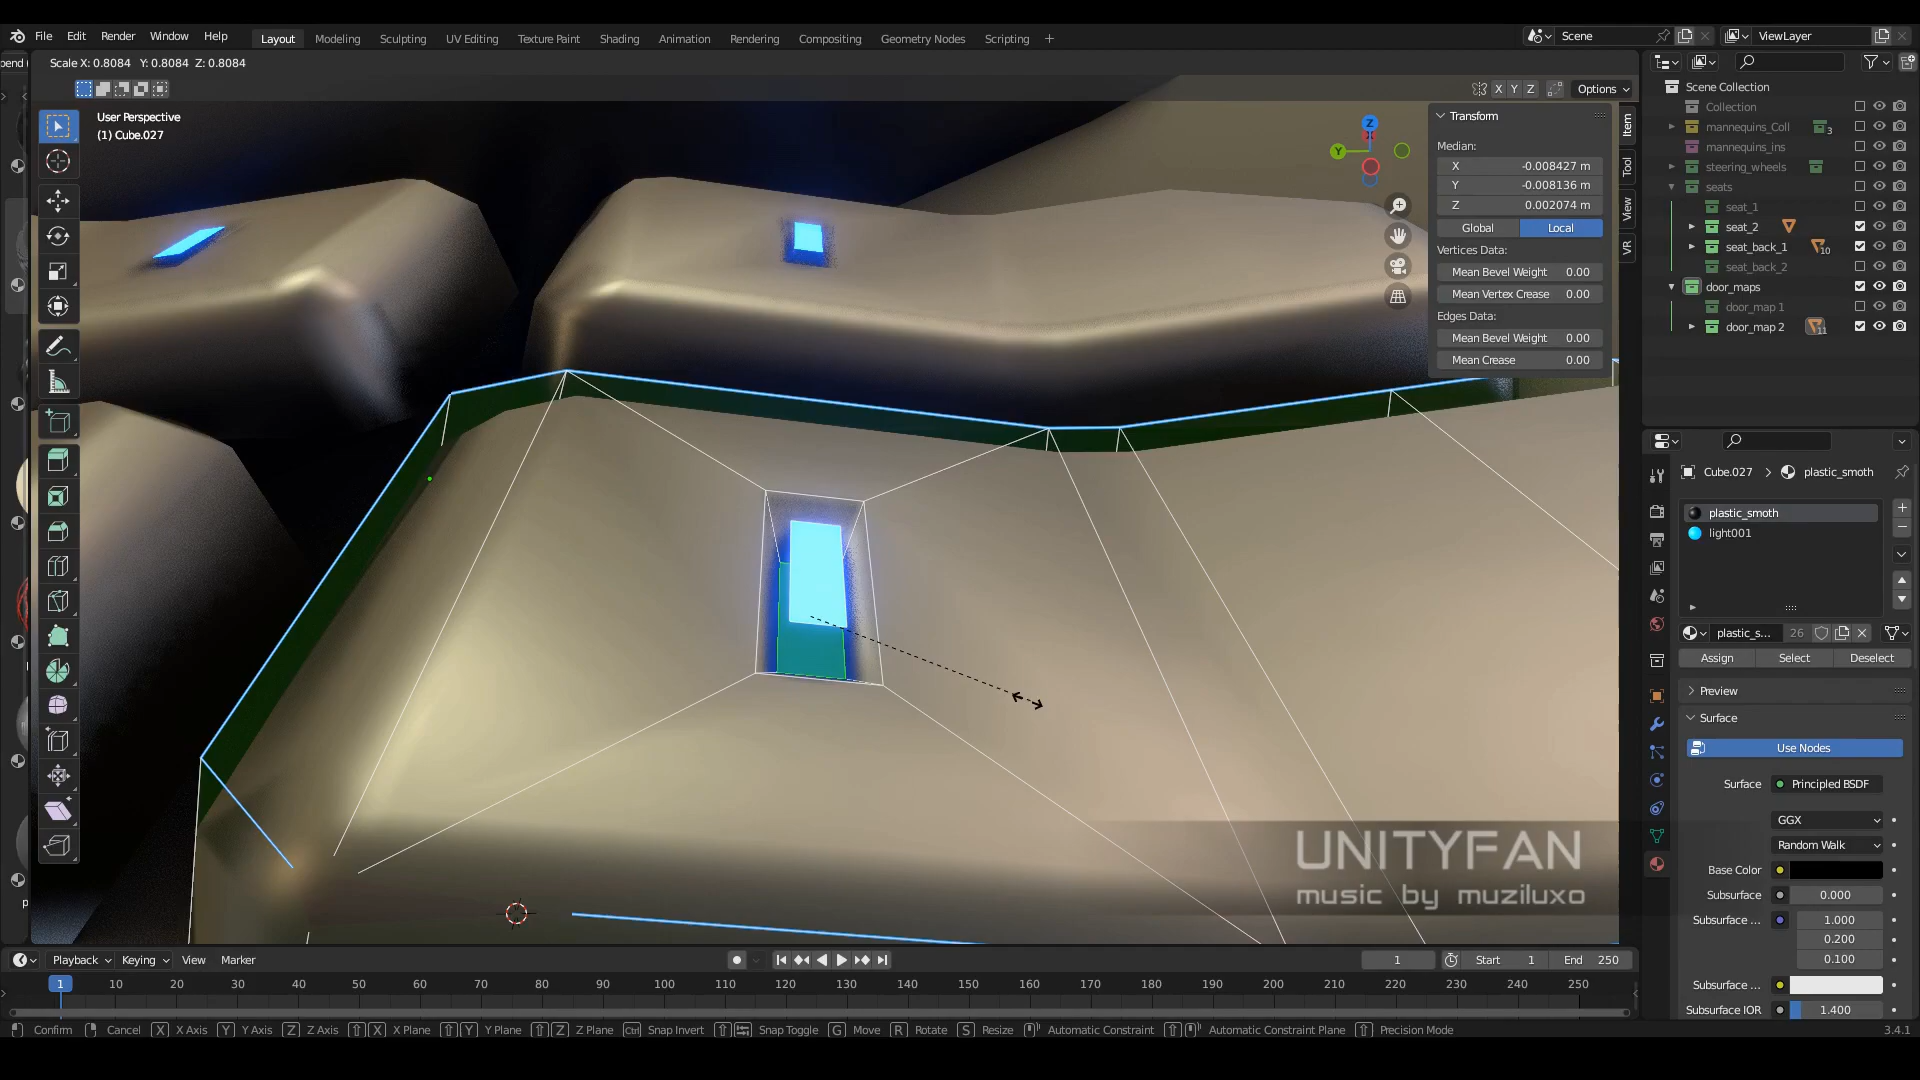 File Edit Render Window Help Layout Modeling Sculpting UV Editing Texture Paint Shading Animation Rendering Compositing Geometry Nodes Scripting + Scene ViewLayer
Scale X: 0.8084 Y: 0.8084 Z: 0.8084
X Y Z Options
User Perspective
(1) Cube.027
Transform
Median:
X -0.008427 m
Y -0.008136 m
Z 0.002074 m
Global Local
Vertices Data:
Mean Bevel Weight 0.00
Mean Vertex Crease 0.00
Edges Data:
Mean Bevel Weight 0.00
Mean Crease 0.00
Item
Tool
View
VR
Z
Y
Scene Collection
Collection
mannequins_Coll 3
mannequins_ins
steering_wheels
seats
seat_1
seat_2
seat_back_1 10
seat_back_2
door_maps
door_map 1
door_map 2 11
Cube.027 > plastic_smoth
plastic_smoth
light001
plastic_s... 26
Assign Select Deselect
Preview
Surface
Use Nodes
Surface Principled BSDF
GGX
Random Walk
Base Color
Subsurface 0.000
Subsurface ... 1.000
0.200
0.100
Subsurface ...
Subsurface IOR 1.400
UNITYFAN
music by muziluxo
Playback Keying View Marker 1 Start 1 End 250
1 10 20 30 40 50 60 70 80 90 100 110 120 130 140 150 160 170 180 190 200 210 220 230 240 250
Confirm Cancel X X Axis Y Y Axis Z Z Axis X X Plane Y Y Plane Z Z Plane Ctrl Snap Invert Snap Toggle G Move R Rotate S Resize Automatic Constraint Automatic Constraint Plane Precision Mode 3.4.1